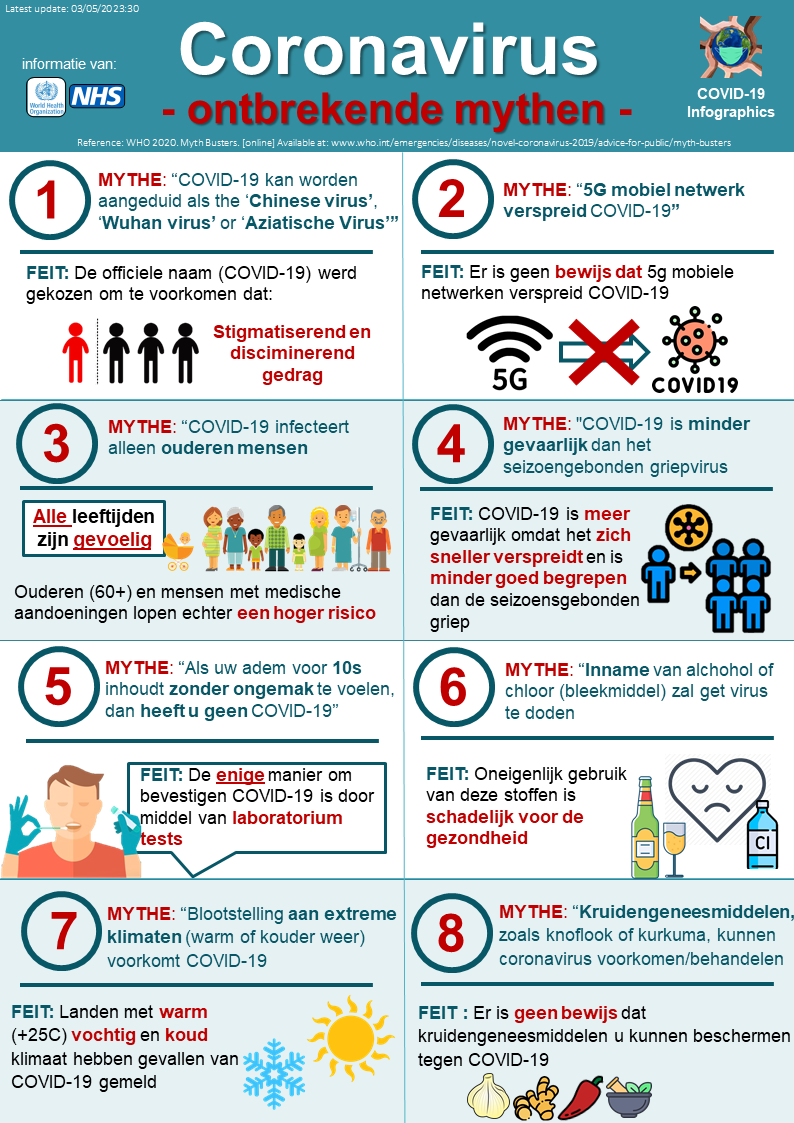 Latest update: 03/05/2023:30
Coronavirus
informatie van:
World Health
Organization
NHS
- ontbrekende mythen -
COVID-19
Infographics
Reference: WHO 2020. Myth Busters. [online] Available at: www.who.int/emergencies/diseases/novel-coronavirus-2019/advice-for-public/myth-busters
1
MYTHE: “COVID-19 kan worden
aangeduid als the ‘Chinese virus’,
‘Wuhan virus’ or ‘Aziatische Virus’”
FEIT: De officiele naam (COVID-19) werd
gekozen om te voorkomen dat:
Stigmatiserend en
disciminerend
gedrag
2
MYTHE: “5G mobiel netwerk
verspreid COVID-19”
FEIT: Er is geen bewijs dat 5g mobiele
netwerken verspreid COVID-19
5G
COVID19
3
MYTHE: “COVID-19 infecteert
alleen ouderen mensen
Alle leeftijden
zijn gevoelig
Ouderen (60+) en mensen met medische
aandoeningen lopen echter een hoger risico
4
MYTHE: "COVID-19 is minder
gevaarlijk dan het
seizoengebonden griepvirus
FEIT: COVID-19 is meer
gevaarlijk omdat het zich
sneller verspreidt en is
minder goed begrepen
dan de seizoensgebonden
griep
5
MYTHE: “Als uw adem voor 10s
inhoudt zonder ongemak te voelen,
dan heeft u geen COVID-19”
FEIT: De enige manier om
bevestigen COVID-19 is door
middel van laboratorium
tests
6
MYTHE: “Inname van alchohol of
chloor (bleekmiddel) zal get virus
te doden
FEIT: Oneigenlijk gebruik
van deze stoffen is
schadelijk voor de
gezondheid
Cl
7
MYTHE: “Blootstelling aan extreme
klimaten (warm of kouder weer)
voorkomt COVID-19
FEIT: Landen met warm
(+25C) vochtig en koud
klimaat hebben gevallen van
COVID-19 gemeld
8
MYTHE: “Kruidengeneesmiddelen,
zoals knoflook of kurkuma, kunnen
coronavirus voorkomen/behandelen
FEIT : Er is geen bewijs dat
kruidengeneesmiddelen u kunnen beschermen
tegen COVID-19